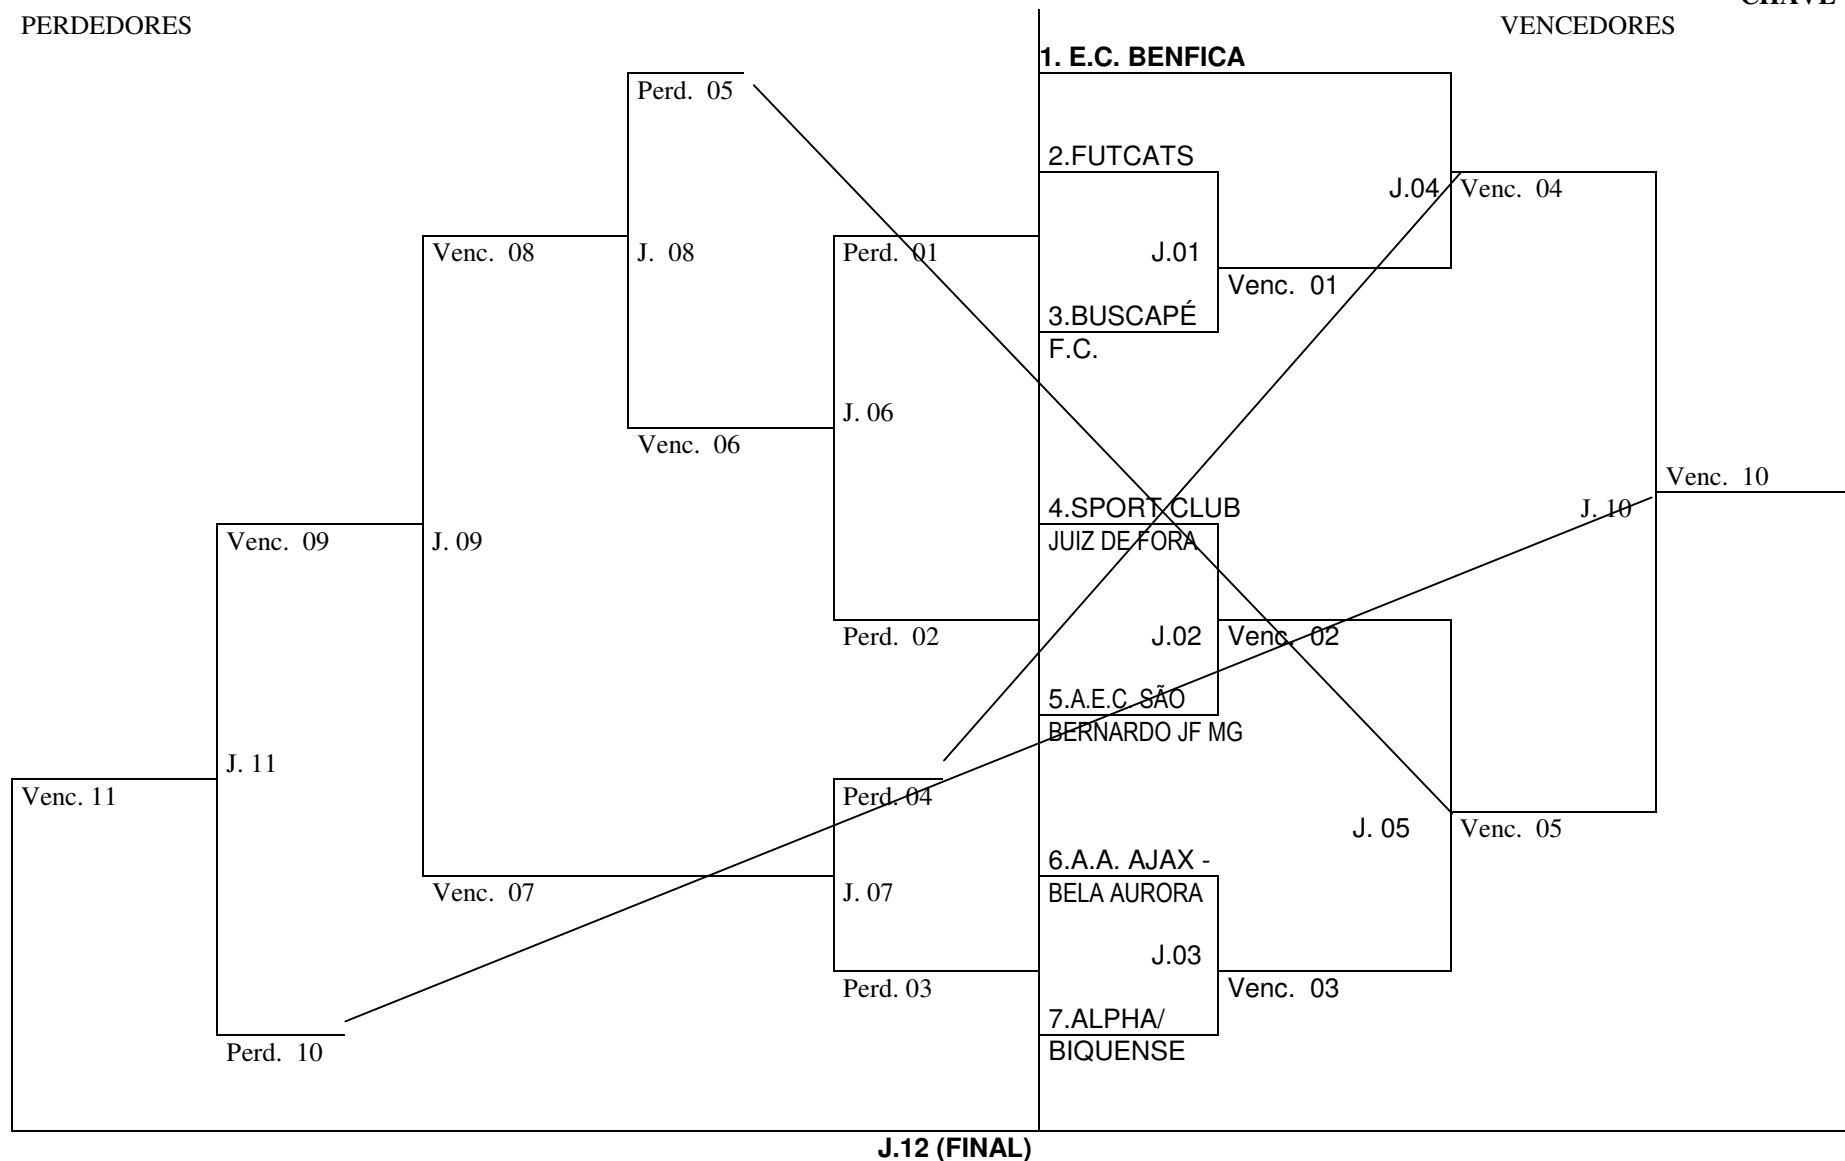 CHAVE
PERDEDORES
VENCEDORES
1. E.C. BENFICA
Perd. 05
2.FUTCATS
J.04
Venc. 04
Venc. 08
J. 08
Perd. 01
J.01
Venc. 01
3.BUSCAPÉ
F.C.
J. 06
Venc. 06
Venc. 10
4.SPORT CLUB
J. 10
Venc. 09
J. 09
JUIZ DE FORA
Perd. 02
J.02
Venc. 02
5.A.E.C. SÃO
BERNARDO JF MG
J. 11
Venc. 11
Perd. 04
J. 05
Venc. 05
6.A.A. AJAX -
Venc. 07
J. 07
BELA AURORA
J.03
Perd. 03
Venc. 03
7.ALPHA/
Perd. 10
BIQUENSE
J.12 (FINAL)